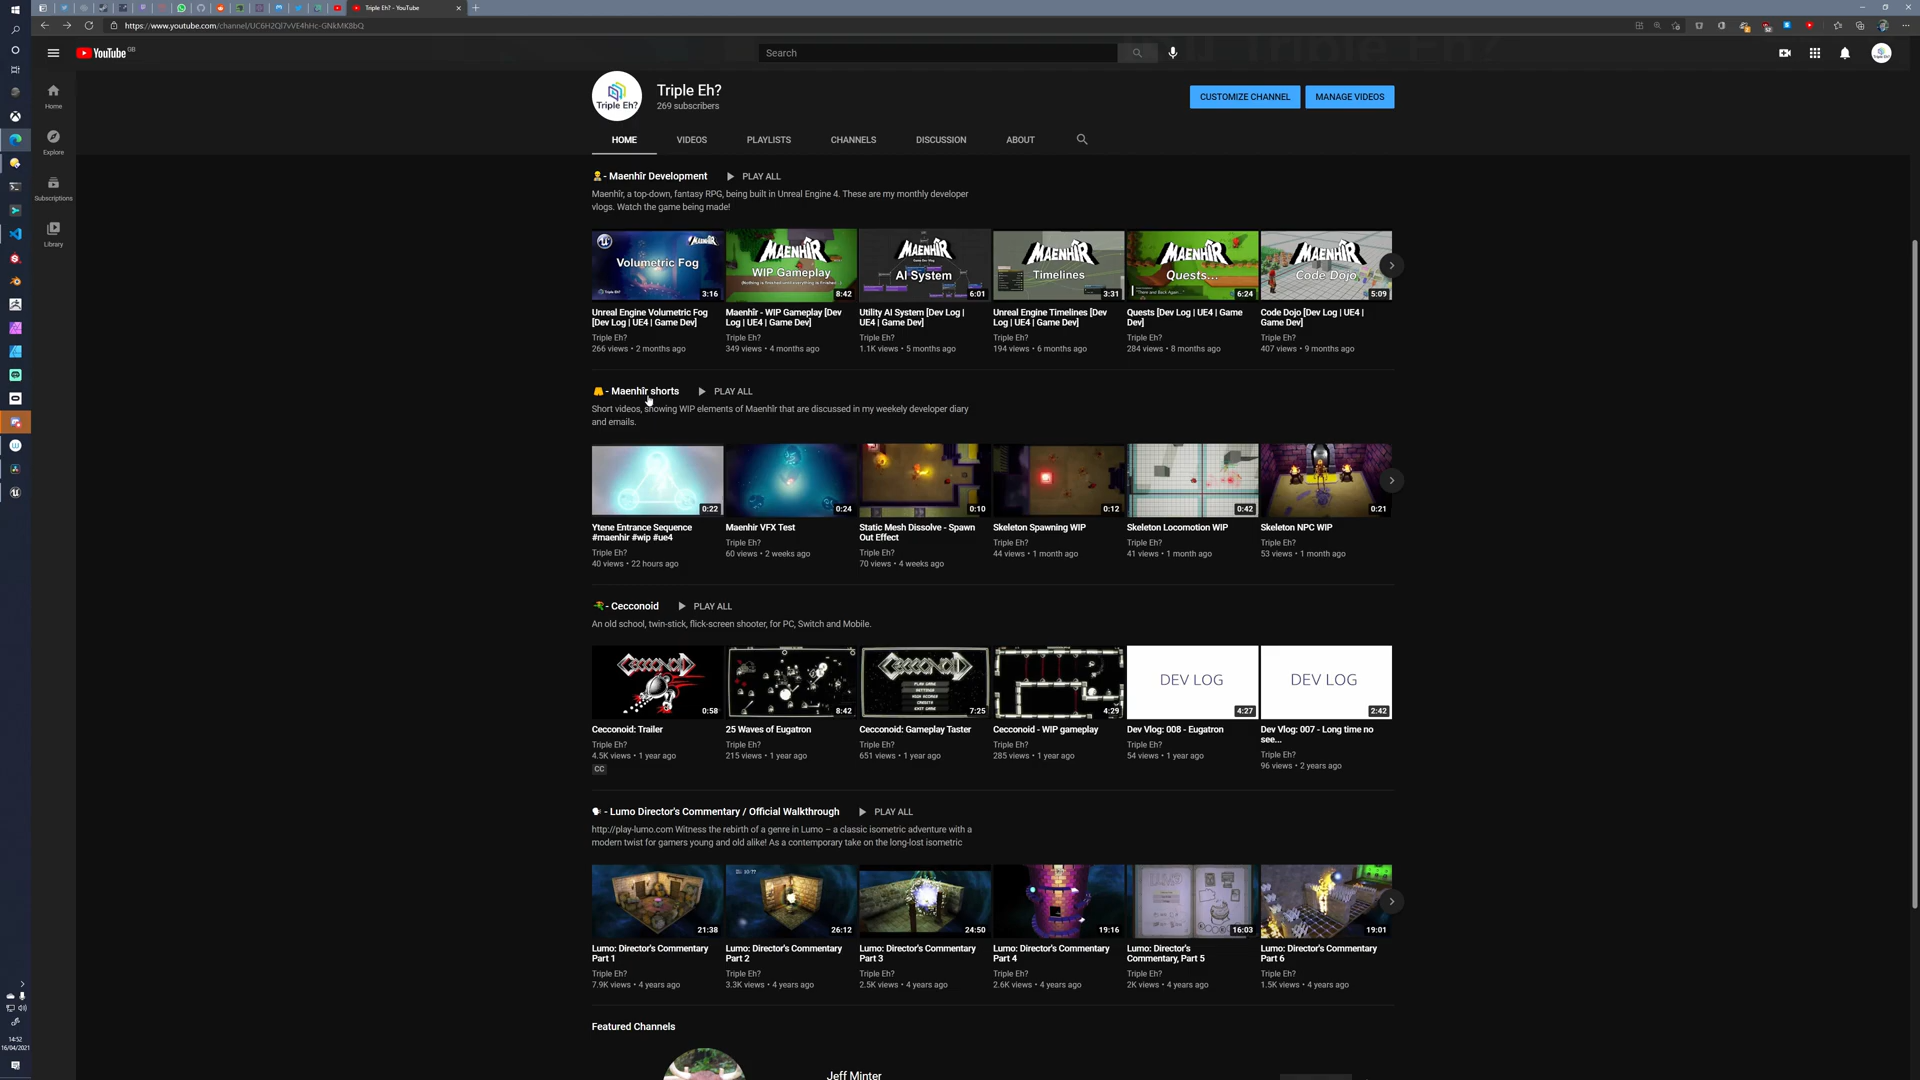 Triple Eh? - YouTube
https://www.youtube.com/channel/UC6H2Ql7vVE4hHc-GNkMK8bQ
YouTube GB
Search
Triple Eh?
Triple Eh?
269 subscribers
CUSTOMIZE CHANNEL
MANAGE VIDEOS
Home
Explore
Subscriptions
Library
HOME
VIDEOS
PLAYLISTS
CHANNELS
DISCUSSION
ABOUT
- Maenhîr Development
PLAY ALL
Maenhîr, a top-down, fantasy RPG, being built in Unreal Engine 4. These are my monthly developer
vlogs. Watch the game being made!
MAENHÎR
Volumetric Fog
3:16
MAENHÎR
WIP Gameplay
8:42
MAENHÎR
AI System
6:01
MAENHÎR
Timelines
3:31
MAENHÎR
Quests...
6:24
MAENHÎR
Code Dojo
5:09
Unreal Engine Volumetric Fog
[Dev Log | UE4 | Game Dev]
Triple Eh?
266 views • 2 months ago
Maenhîr - WIP Gameplay [Dev
Log | UE4 | Game Dev]
Triple Eh?
349 views • 4 months ago
Utility AI System [Dev Log |
UE4 | Game Dev]
Triple Eh?
1.1K views • 5 months ago
Unreal Engine Timelines [Dev
Log | UE4 | Game Dev]
Triple Eh?
194 views • 6 months ago
Quests [Dev Log | UE4 | Game
Dev]
Triple Eh?
284 views • 8 months ago
Code Dojo [Dev Log | UE4 |
Game Dev]
Triple Eh?
407 views • 9 months ago
- Maenhîr shorts
PLAY ALL
Short videos, showing WIP elements of Maenhîr that are discussed in my weekely developer diary
and emails.
0:22
0:24
0:10
0:12
0:42
0:21
Ytene Entrance Sequence
#maenhir #wip #ue4
Triple Eh?
40 views • 22 hours ago
Maenhir VFX Test
Triple Eh?
60 views • 2 weeks ago
Static Mesh Dissolve - Spawn
Out Effect
Triple Eh?
70 views • 4 weeks ago
Skeleton Spawning WIP
Triple Eh?
44 views • 1 month ago
Skeleton Locomotion WIP
Triple Eh?
41 views • 1 month ago
Skeleton NPC WIP
Triple Eh?
53 views • 1 month ago
- Cecconoid
PLAY ALL
An old school, twin-stick, flick-screen shooter, for PC, Switch and Mobile.
CECCONOID
0:58
8:42
CECCONOID
7:25
4:29
DEV LOG
4:27
DEV LOG
2:42
Cecconoid: Trailer
Triple Eh?
4.5K views • 1 year ago
CC
25 Waves of Eugatron
Triple Eh?
215 views • 1 year ago
Cecconoid: Gameplay Taster
Triple Eh?
651 views • 1 year ago
Cecconoid - WIP gameplay
Triple Eh?
285 views • 1 year ago
Dev Vlog: 008 - Eugatron
Triple Eh?
54 views • 1 year ago
Dev Vlog: 007 - Long time no
see...
Triple Eh?
96 views • 2 years ago
- Lumo Director's Commentary / Official Walkthrough
PLAY ALL
http://play-lumo.com Witness the rebirth of a genre in Lumo – a classic isometric adventure with a
modern twist for gamers young and old alike! As a contemporary take on the long-lost isometric
21:38
26:12
24:50
19:16
16:03
19:01
Lumo: Director's Commentary
Part 1
Triple Eh?
7.9K views • 4 years ago
Lumo: Director's Commentary
Part 2
Triple Eh?
3.3K views • 4 years ago
Lumo: Director's Commentary
Part 3
Triple Eh?
2.5K views • 4 years ago
Lumo: Director's Commentary
Part 4
Triple Eh?
2.6K views • 4 years ago
Lumo: Director's
Commentary, Part 5
Triple Eh?
2K views • 4 years ago
Lumo: Director's Commentary
Part 6
Triple Eh?
1.5K views • 4 years ago
Featured Channels
Jeff Minter
14:52
16/04/2021